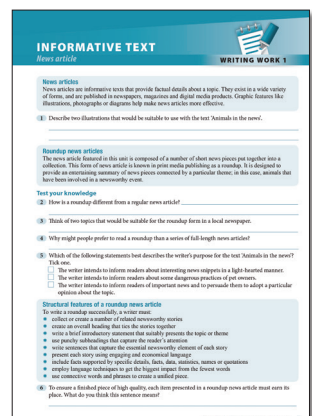 INFORMATIVE TEXT
News article
WRITING WORK 1
News articles
News articles are informative texts that provide factual details about a topic. They exist in a wide variety
of forms, and are published in newspapers, magazines and digital media products. Graphic features like
illustrations, photographs or diagrams help make news articles more effective.
1 Describe two illustrations that would be suitable to use with the text 'Animals in the news'.
Roundup news articles
The news article featured in this unit is composed of a number of short news pieces put together into a
collection. This form of news article is known in print media publishing as a roundup. It is designed to
provide an entertaining summary of news pieces connected by a particular theme; in this case, animals that
have been involved in a newsworthy event.
Test your knowledge
2 How is a roundup different from a regular news article?
3 Think of two topics that would be suitable for the roundup form in a local newspaper.
4 Why might people prefer to read a roundup than a series of full-length news articles?
5 Which of the following statements best describes the writer's purpose for the text 'Animals in the news'?
Tick one.
The writer intends to inform readers about interesting news snippets in a light-hearted manner.
The writer intends to inform readers about some dangerous practices of pet owners.
The writer intends to inform readers of important news and to persuade them to adopt a particular
opinion about the topic.
Structural features of a roundup news article
To write a roundup successfully, a writer must:
• collect or create a number of related newsworthy stories
• create an overall heading that ties the stories together
• write a brief introductory statement that suitably presents the topic or theme
• use punchy subheadings that capture the reader's attention
• write sentences that capture the essential newsworthy element of each story
• present each story using engaging and economical language
• include facts supported by specific details, facts, data, statistics, names or quotations
• employ language techniques to get the biggest impact from the fewest words
• use connective words and phrases to create a unified piece.
6 To ensure a finished piece of high quality, each item presented in a roundup news article must earn its
place. What do you think this sentence means?